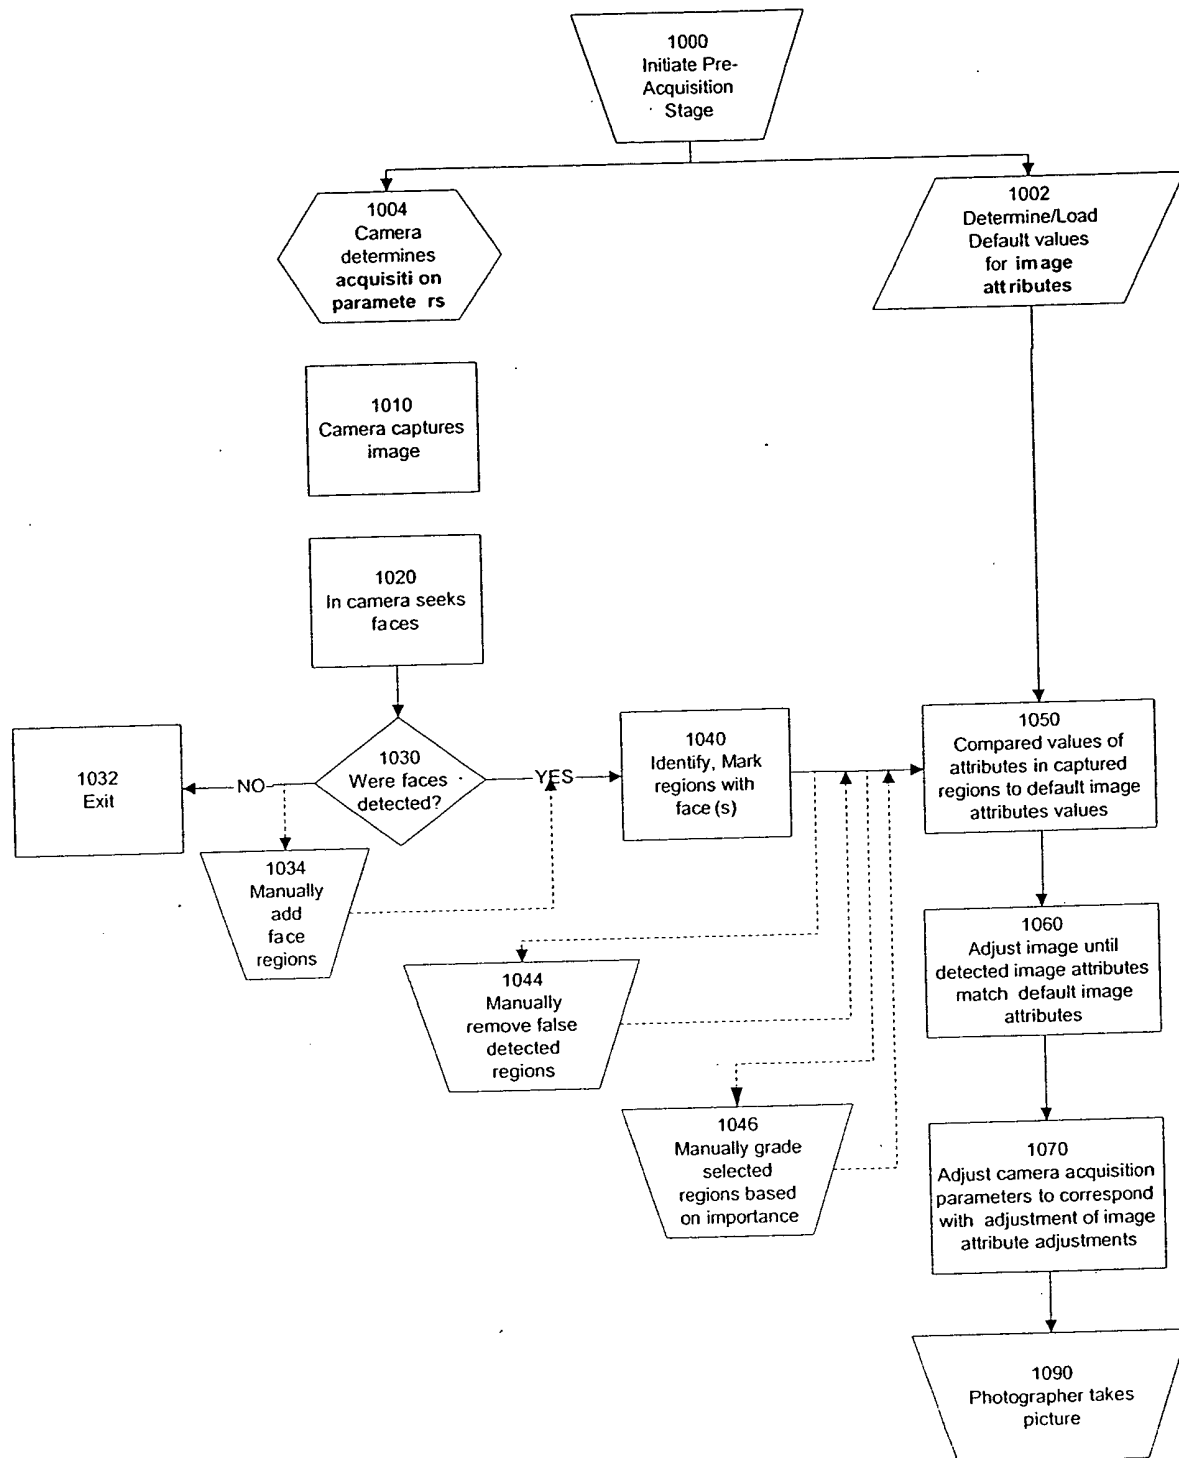 1000
Initiate Pre-
Acquisition
Stage
1004
Camera
determines
acquisiti on
paramete rs
1002
Determine/Load
Default values
for image
attributes
1010
Camera captures
image
1020
In camera seeks
faces
1032
Exit
NO
1030
Were faces
detected?
YES
1040
Identify, Mark
regions with
face(s)
1050
Compared values of
attributes in captured
regions to default image
attributes values
1034
Manually
add
face
regions
1044
Manually
remove false
detected
regions
1060
Adjust image until
detected image attributes
match default image
attributes
1046
Manually grade
selected
regions based
on importance
1070
Adjust camera acquisition
parameters to correspond
with adjustment of image
attribute adjustments
1090
Photographer takes
picture